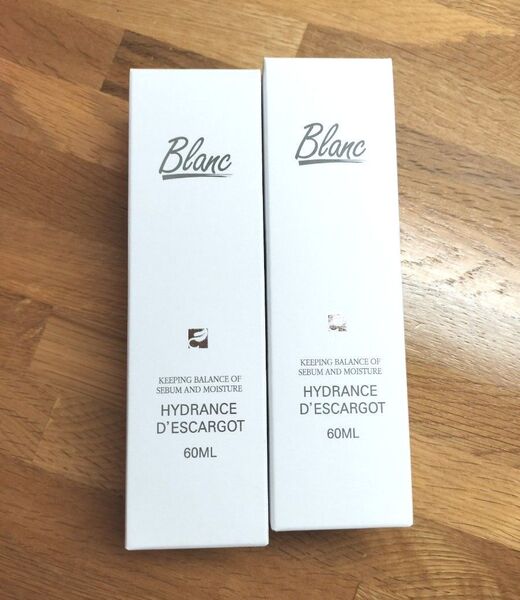 Blanc
KEEPING BALANCE OF
SEBUM AND MOISTURE
HYDRANCE
D'ESCARGOT
60ML
Blanc
KEEPING BALANCE OF
SEBUM AND MOISTURE
HYDRANCE
D'ESCARGOT
60ML